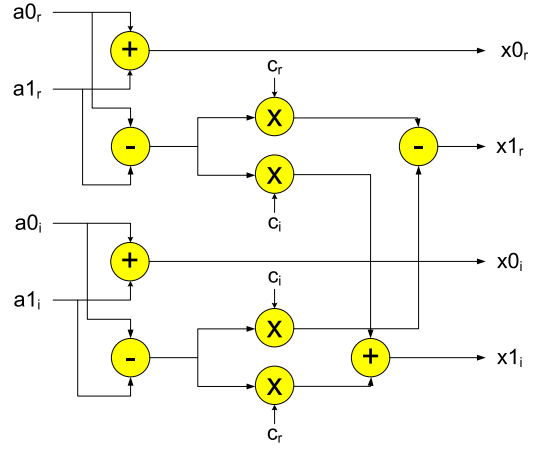 a0r
+
x0r
a1r
cr
X
-
-
x1r
X
ci
a0i
+
x0i
ci
a1i
X
-
+
x1i
X
cr